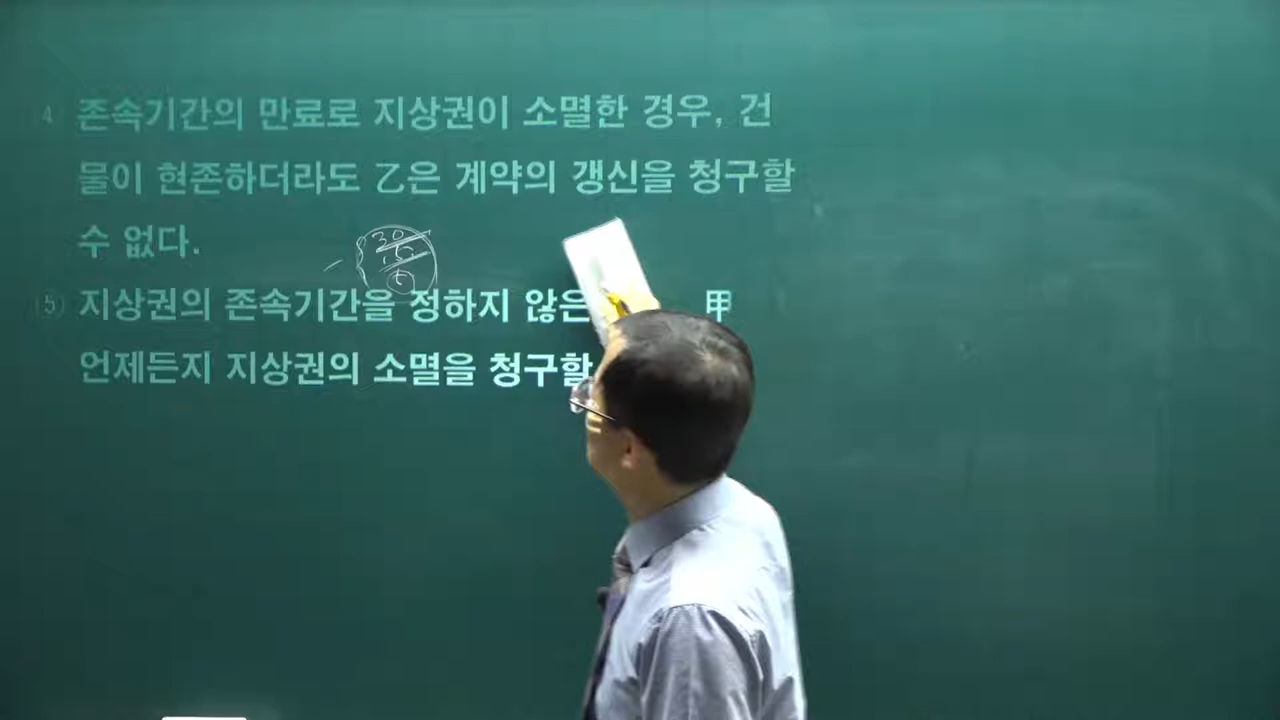 4 존속기간의 만료로 지상권이 소멸한 경우, 건
물이 현존하더라도 乙은 계약의 갱신을 청구할
수 없다.
30
15
5
⑤ 지상권의 존속기간을 정하지 않은 甲
언제든지 지상권의 소멸을 청구할